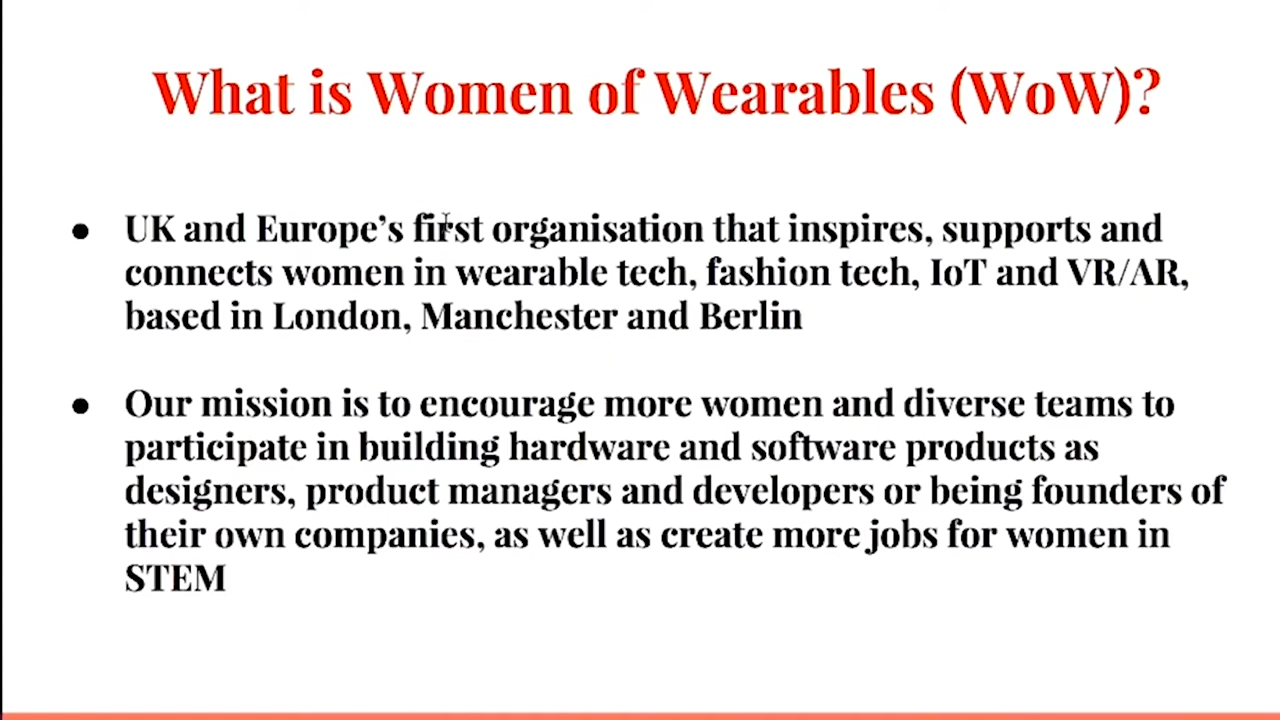 What is Women of Wearables (WoW)?
● UK and Europe's first organisation that inspires, supports and
connects women in wearable tech, fashion tech, IoT and VR/AR,
based in London, Manchester and Berlin
● Our mission is to encourage more women and diverse teams to
participate in building hardware and software products as
designers, product managers and developers or being founders of
their own companies, as well as create more jobs for women in
STEM